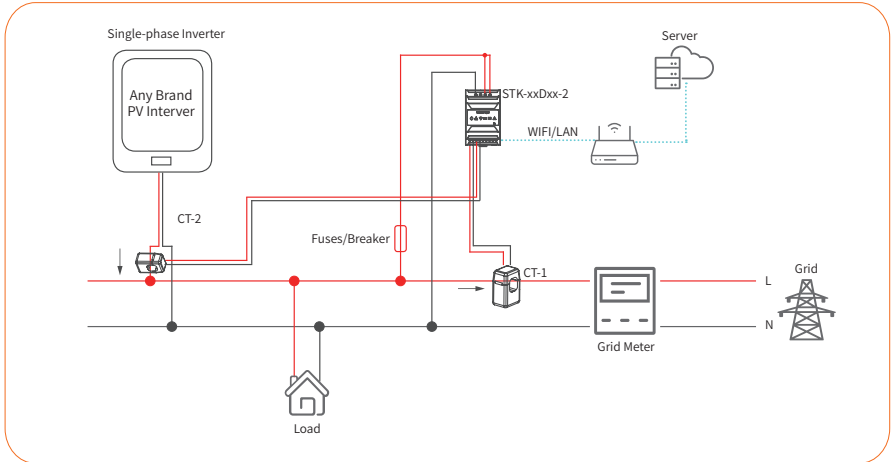 Single-phase Inverter
Any Brand
PV Interver
Server
STK-xxDxx-2
WIFI/LAN
CT-2
Fuses/Breaker
CT-1
L
Grid
N
Grid Meter
Load